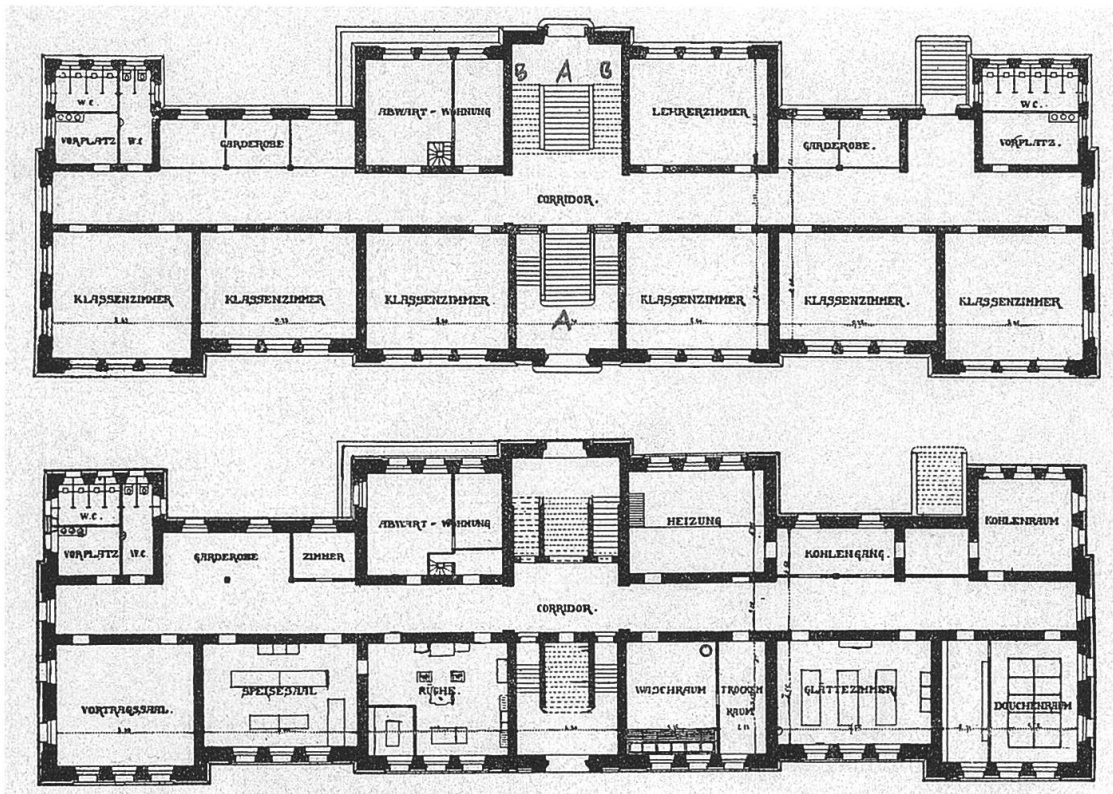 B A B
W.C.
VORPLATZ
W.C
GARDEROBE
ABWART-WOHNUNG
LEHRERZIMMER
GARDEROBE.
W.C.
VORPLATZ.
CORRIDOR.
KLASSENZIMMER
KLASSENZIMMER
KLASSENZIMMER.
KLASSENZIMMER
KLASSENZIMMER.
KLASSENZIMMER
A
W.C.
VORPLATZ
W.C.
GARDEROBE
ZIMMER
ABWART-WOHNUNG
HEIZUNG
KOHLENGANG.
KOHLENRAUM
CORRIDOR.
VORTRAGSSAAL.
SPEISESAAL
KÜCHE.
WASCHRAUM
TROCKEN
RAUM
GLÄTTEZIMMER
DOUCHENRAUM